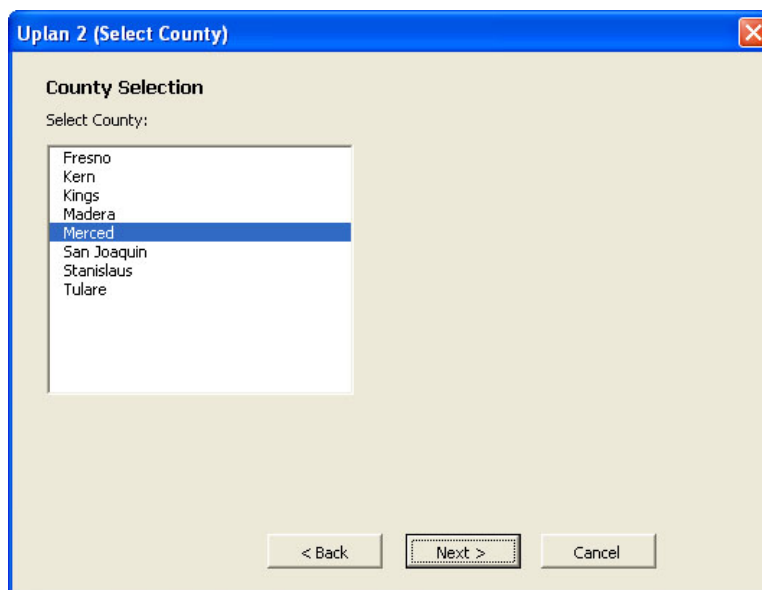 Uplan 2 (Select County)
County Selection
Select County:
Fresno
Kern
Kings
Madera
Merced
San Joaquin
Stanislaus
Tulare
< Back Next > Cancel